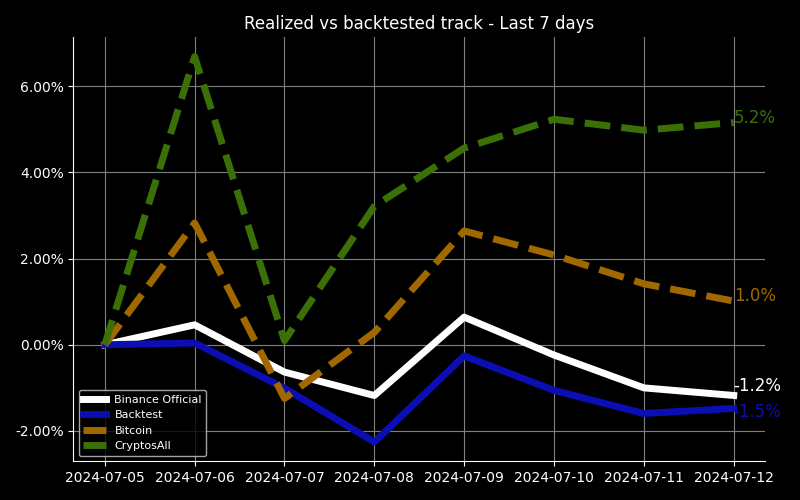 Realized vs backtested track - Last 7 days
6.00%
4.00%
2.00%
0.00%
-2.00%
5.2%
1.0%
-1.2%
-1.5%
Binance Official
Backtest
Bitcoin
CryptosAll
2024-07-05 2024-07-06 2024-07-07 2024-07-08 2024-07-09 2024-07-10 2024-07-11 2024-07-12